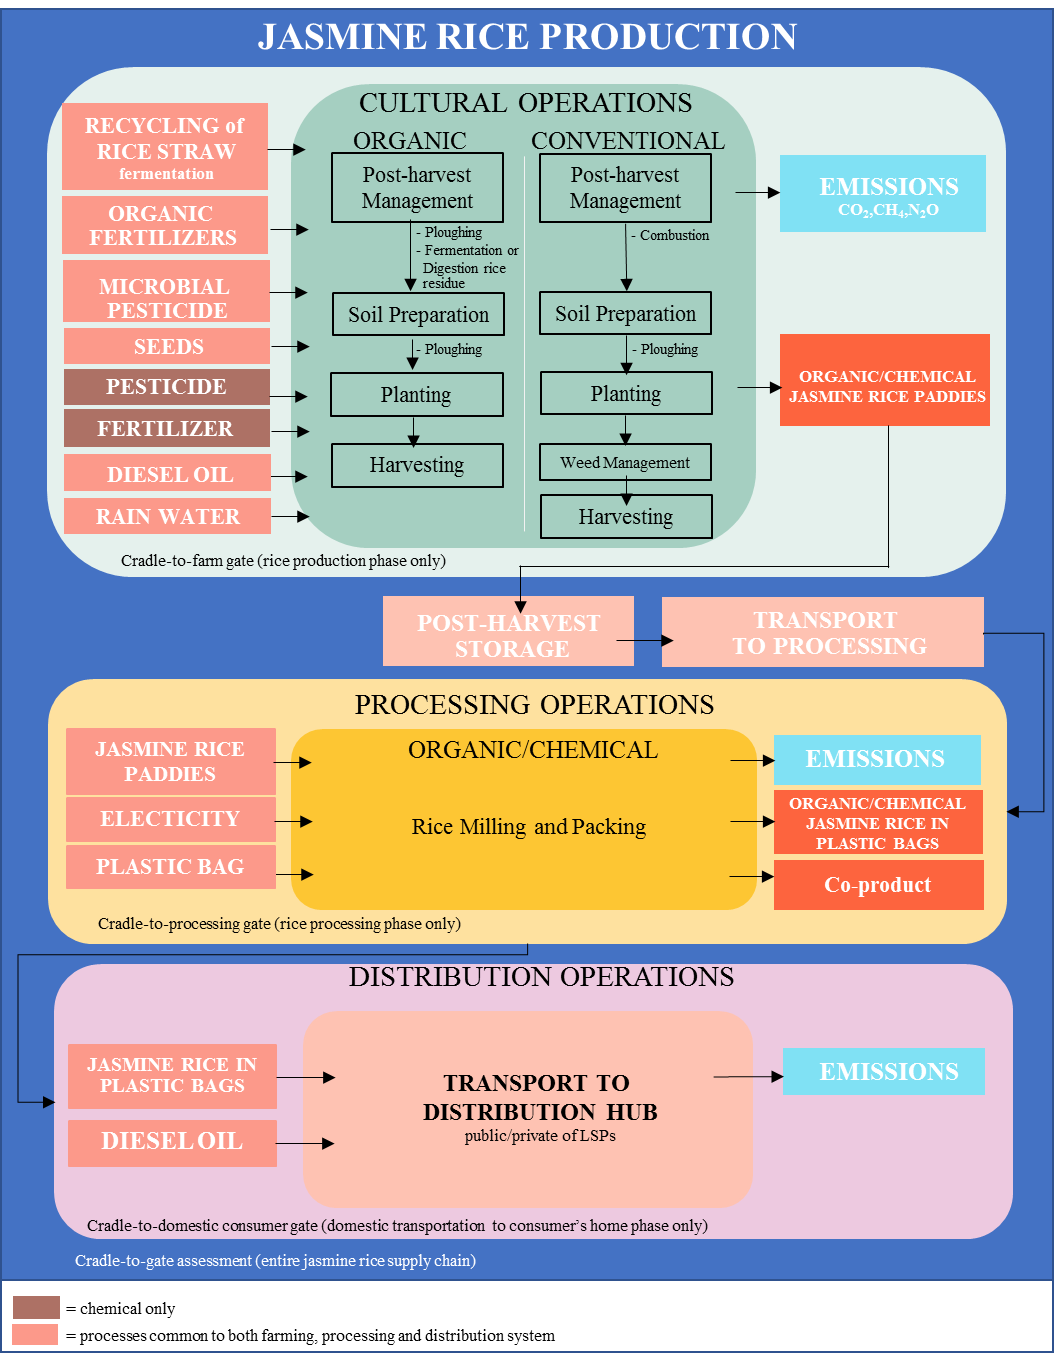 JASMINE RICE PRODUCTION
CULTURAL OPERATIONS
ORGANIC
CONVENTIONAL
RECYCLING of
RICE STRAW
fermentation
ORGANIC
FERTILIZERS
MICROBIAL
PESTICIDE
SEEDS
PESTICIDE
FERTILIZER
DIESEL OIL
RAIN WATER
Post-harvest
Management
- Ploughing
- Fermentation or
Digestion rice
residue
Soil Preparation
- Ploughing
Planting
Harvesting
Post-harvest
Management
- Combustion
Soil Preparation
- Ploughing
Planting
Weed Management
Harvesting
EMISSIONS
CO2,CH4,N2O
ORGANIC/CHEMICAL
JASMINE RICE PADDIES
Cradle-to-farm gate (rice production phase only)
POST-HARVEST
STORAGE
TRANSPORT
TO PROCESSING
PROCESSING OPERATIONS
JASMINE RICE
PADDIES
ELECTICITY
PLASTIC BAG
ORGANIC/CHEMICAL
Rice Milling and Packing
EMISSIONS
ORGANIC/CHEMICAL
JASMINE RICE IN
PLASTIC BAGS
Co-product
Cradle-to-processing gate (rice processing phase only)
DISTRIBUTION OPERATIONS
JASMINE RICE IN
PLASTIC BAGS
DIESEL OIL
TRANSPORT TO
DISTRIBUTION HUB
public/private of LSPs
EMISSIONS
Cradle-to-domestic consumer gate (domestic transportation to consumer's home phase only)
Cradle-to-gate assessment (entire jasmine rice supply chain)
= chemical only
= processes common to both farming, processing and distribution system